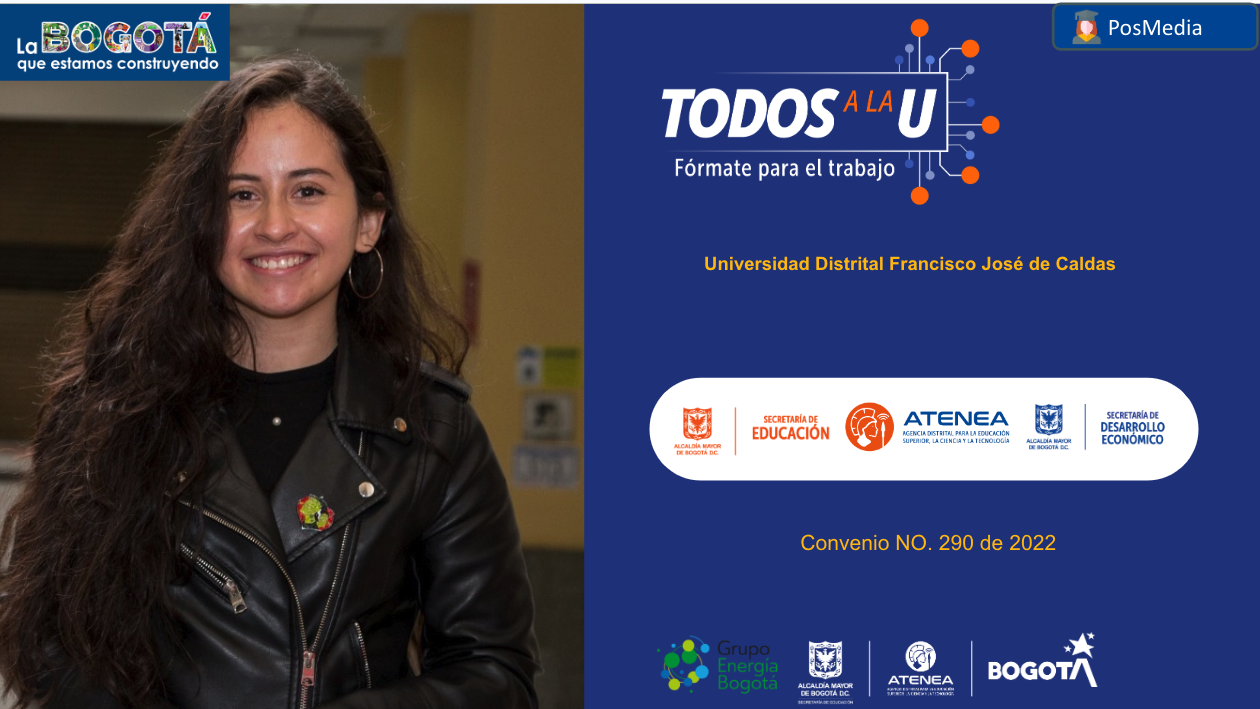 La BOGOTÁ
que estamos construyendo
PosMedia
TODOS A LA U
Fórmate para el trabajo
Universidad Distrital Francisco José de Caldas
ALCALDÍA MAYOR
DE BOGOTÁ D.C.
SECRETARÍA DE
EDUCACIÓN
ATENEA
AGENCIA DISTRITAL PARA LA EDUCACIÓN
SUPERIOR, LA CIENCIA Y LA TECNOLOGÍA
ALCALDÍA MAYOR
DE BOGOTÁ D.C.
SECRETARÍA DE
DESARROLLO
ECONÓMICO
Convenio NO. 290 de 2022
Grupo
Energía
Bogotá
ALCALDÍA MAYOR
DE BOGOTÁ D.C.
SECRETARÍA DE EDUCACIÓN
ATENEA
BOGOTÁ